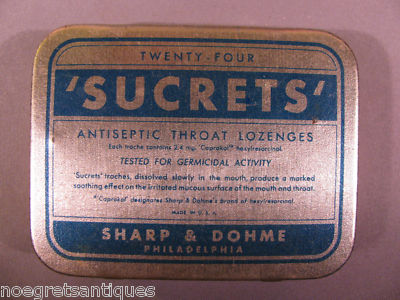 TWENTY-FOUR
'SUCRETS'
ANTISEPTIC THROAT LOZENGES
Each troche contains 2.4 mg. 'Caprokol' hexylresorcinol.
TESTED FOR GERMICIDAL ACTIVITY
'Sucrets' troches, dissolved slowly in the mouth, produce a marked
soothing effect on the irritated mucous surface of the mouth and throat.
* 'Caprokol' designates Sharp & Dohme's brand of hexylresorcinol.
MADE IN U. S. A.
SHARP & DOHME
PHILADELPHIA
noegretsantiques